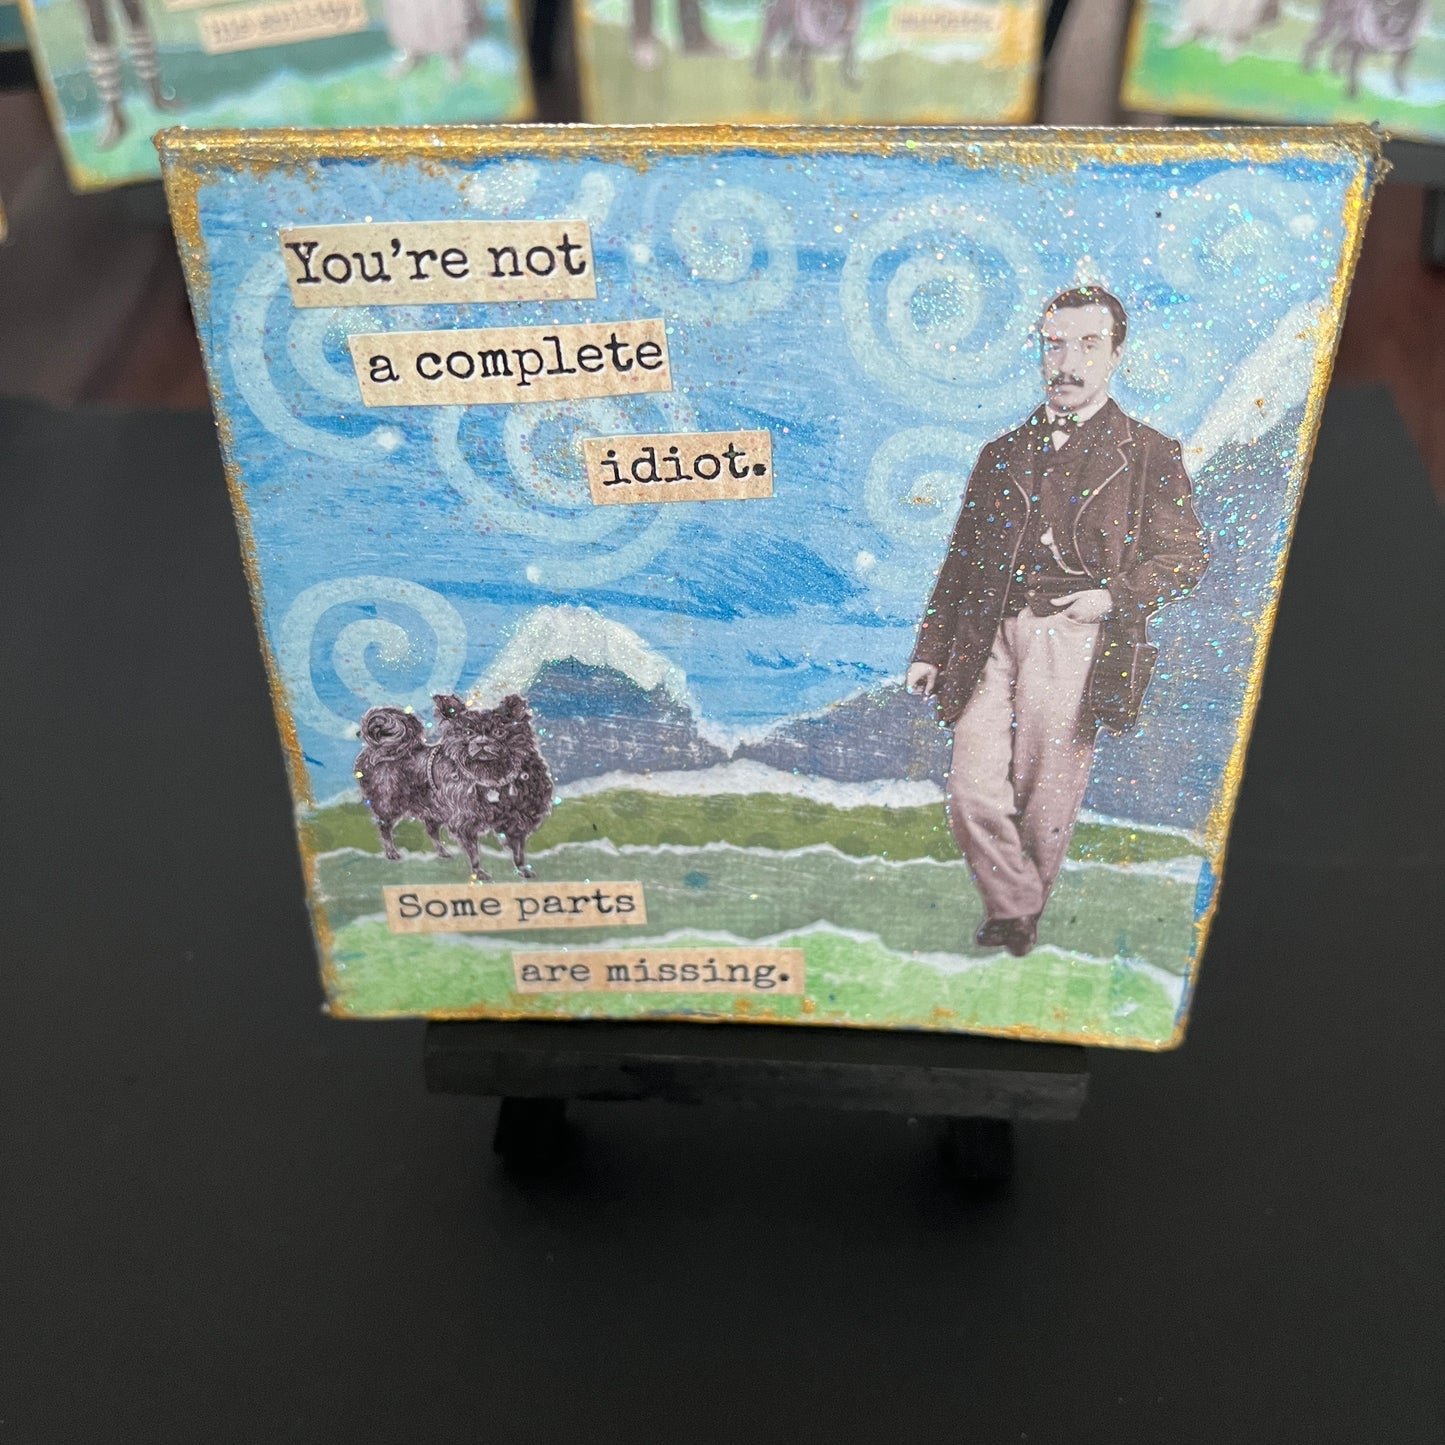 You're not
a complete
idiot.
Some parts
are missing.